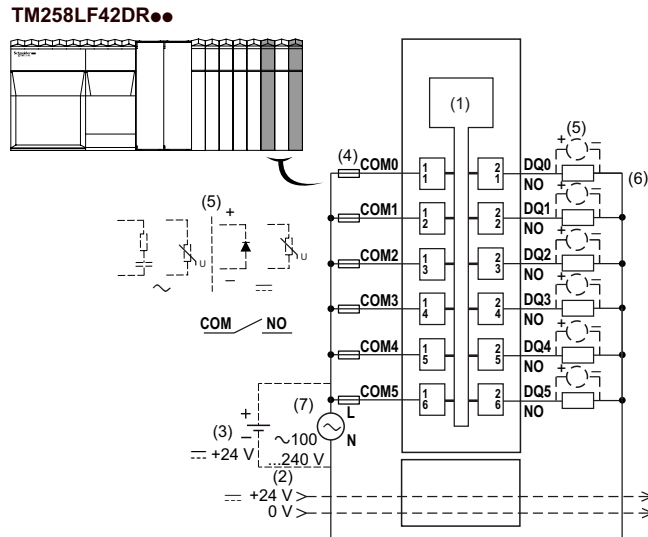 TM258LF42DR●●
Schneider
(1)
(5)
(4) COM0 1 1 2 1 DQ0 NO (6)
COM1 1 2 2 2 DQ1 NO
COM2 1 3 2 3 DQ2 NO
COM3 1 4 2 4 DQ3 NO
COM4 1 5 2 5 DQ4 NO
COM5 1 6 2 6 DQ5 NO
(5)
+
U
U
–
COM NO
+
–
(3)
+24 V
(7)
L
N
~100
...240 V
(2)
+24 V
0 V